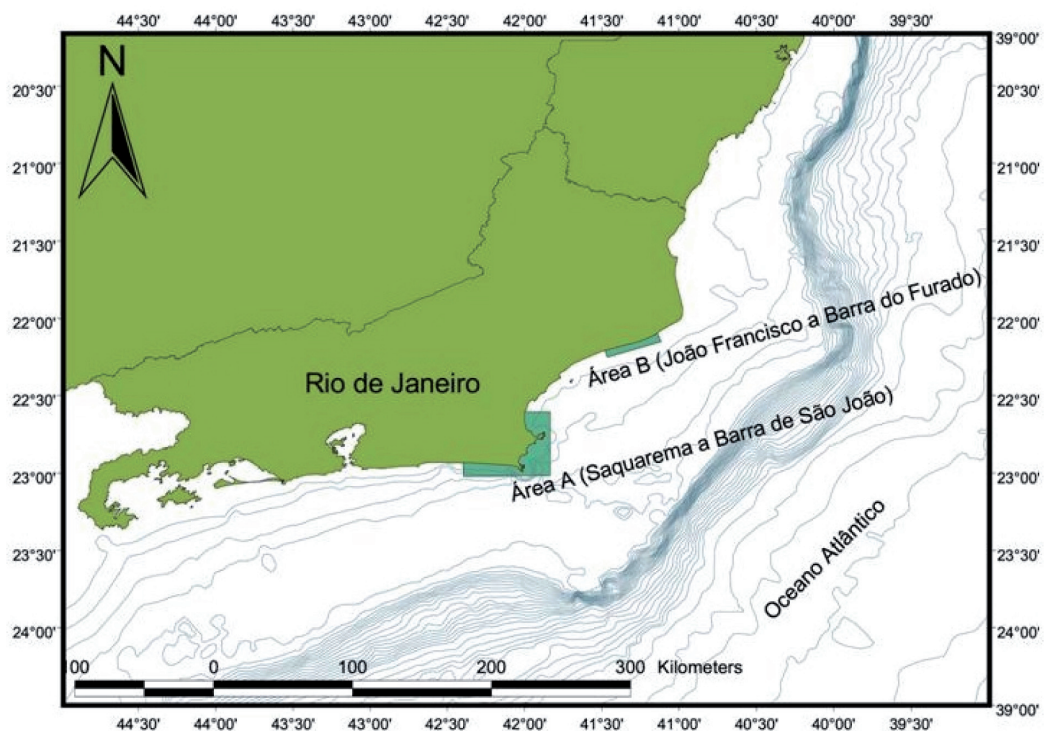 44°30' 44°00' 43°30' 43°00' 42°30' 42°00' 41°30' 41°00' 40°30' 40°00' 39°30'
39°00' 39°00'
N
20°30' 20°30'
21°00' 21°00'
21°30' 21°30'
Área B (João Francisco a Barra do Furado)
22°00' 22°00'
Rio de Janeiro
22°30' 22°30'
Área A (Saquarema a Barra de São João)
23°00' 23°00'
Oceano Atlântico
23°30' 23°30'
24°00' 24°00'
100 0 100 200 300 Kilometers
39°00' 39°00'
44°30' 44°00' 43°30' 43°00' 42°30' 42°00' 41°30' 41°00' 40°30' 40°00' 39°30'